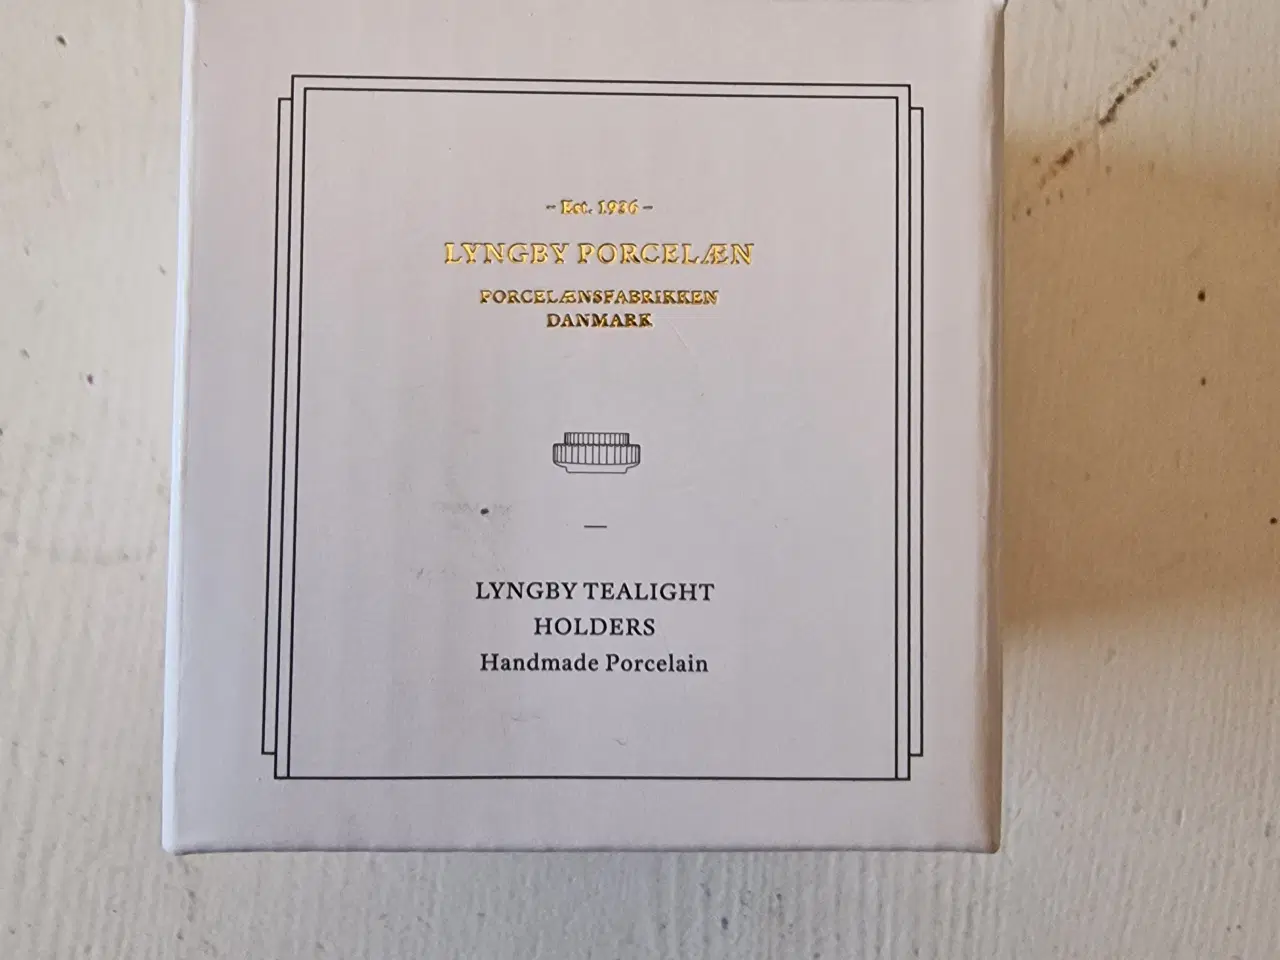 - Est. 1936 -
LYNGBY PORCELÆN
PORCELÆNSFABRIKKEN
DANMARK
LYNGBY TEALIGHT
HOLDERS
Handmade Porcelain